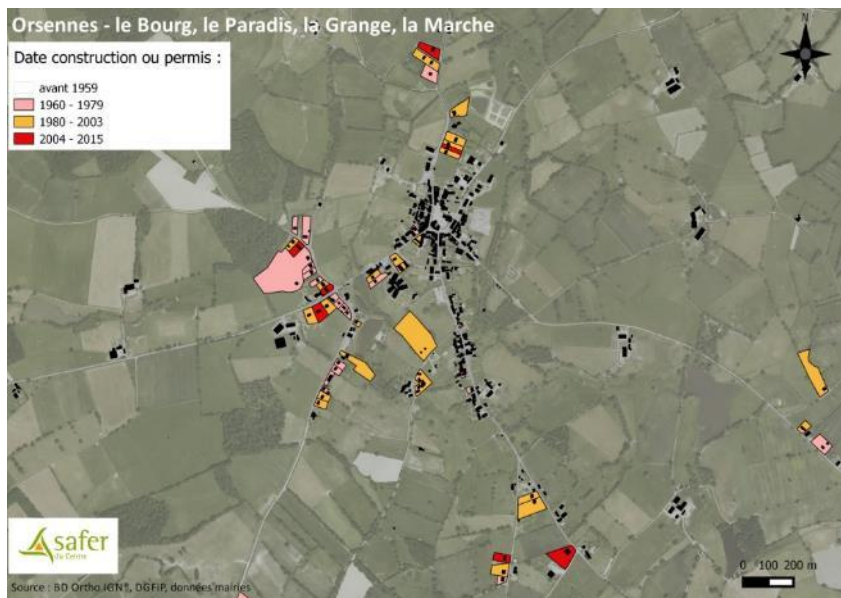 Orsennes - le Bourg, le Paradis, la Grange, la Marche
N
Date construction ou permis :
avant 1959
1960 - 1979
1980 - 2003
2004 - 2015
safer
du Centre
Source : BD Ortho IGN®, DGFiP, données mairies
0 100 200 m